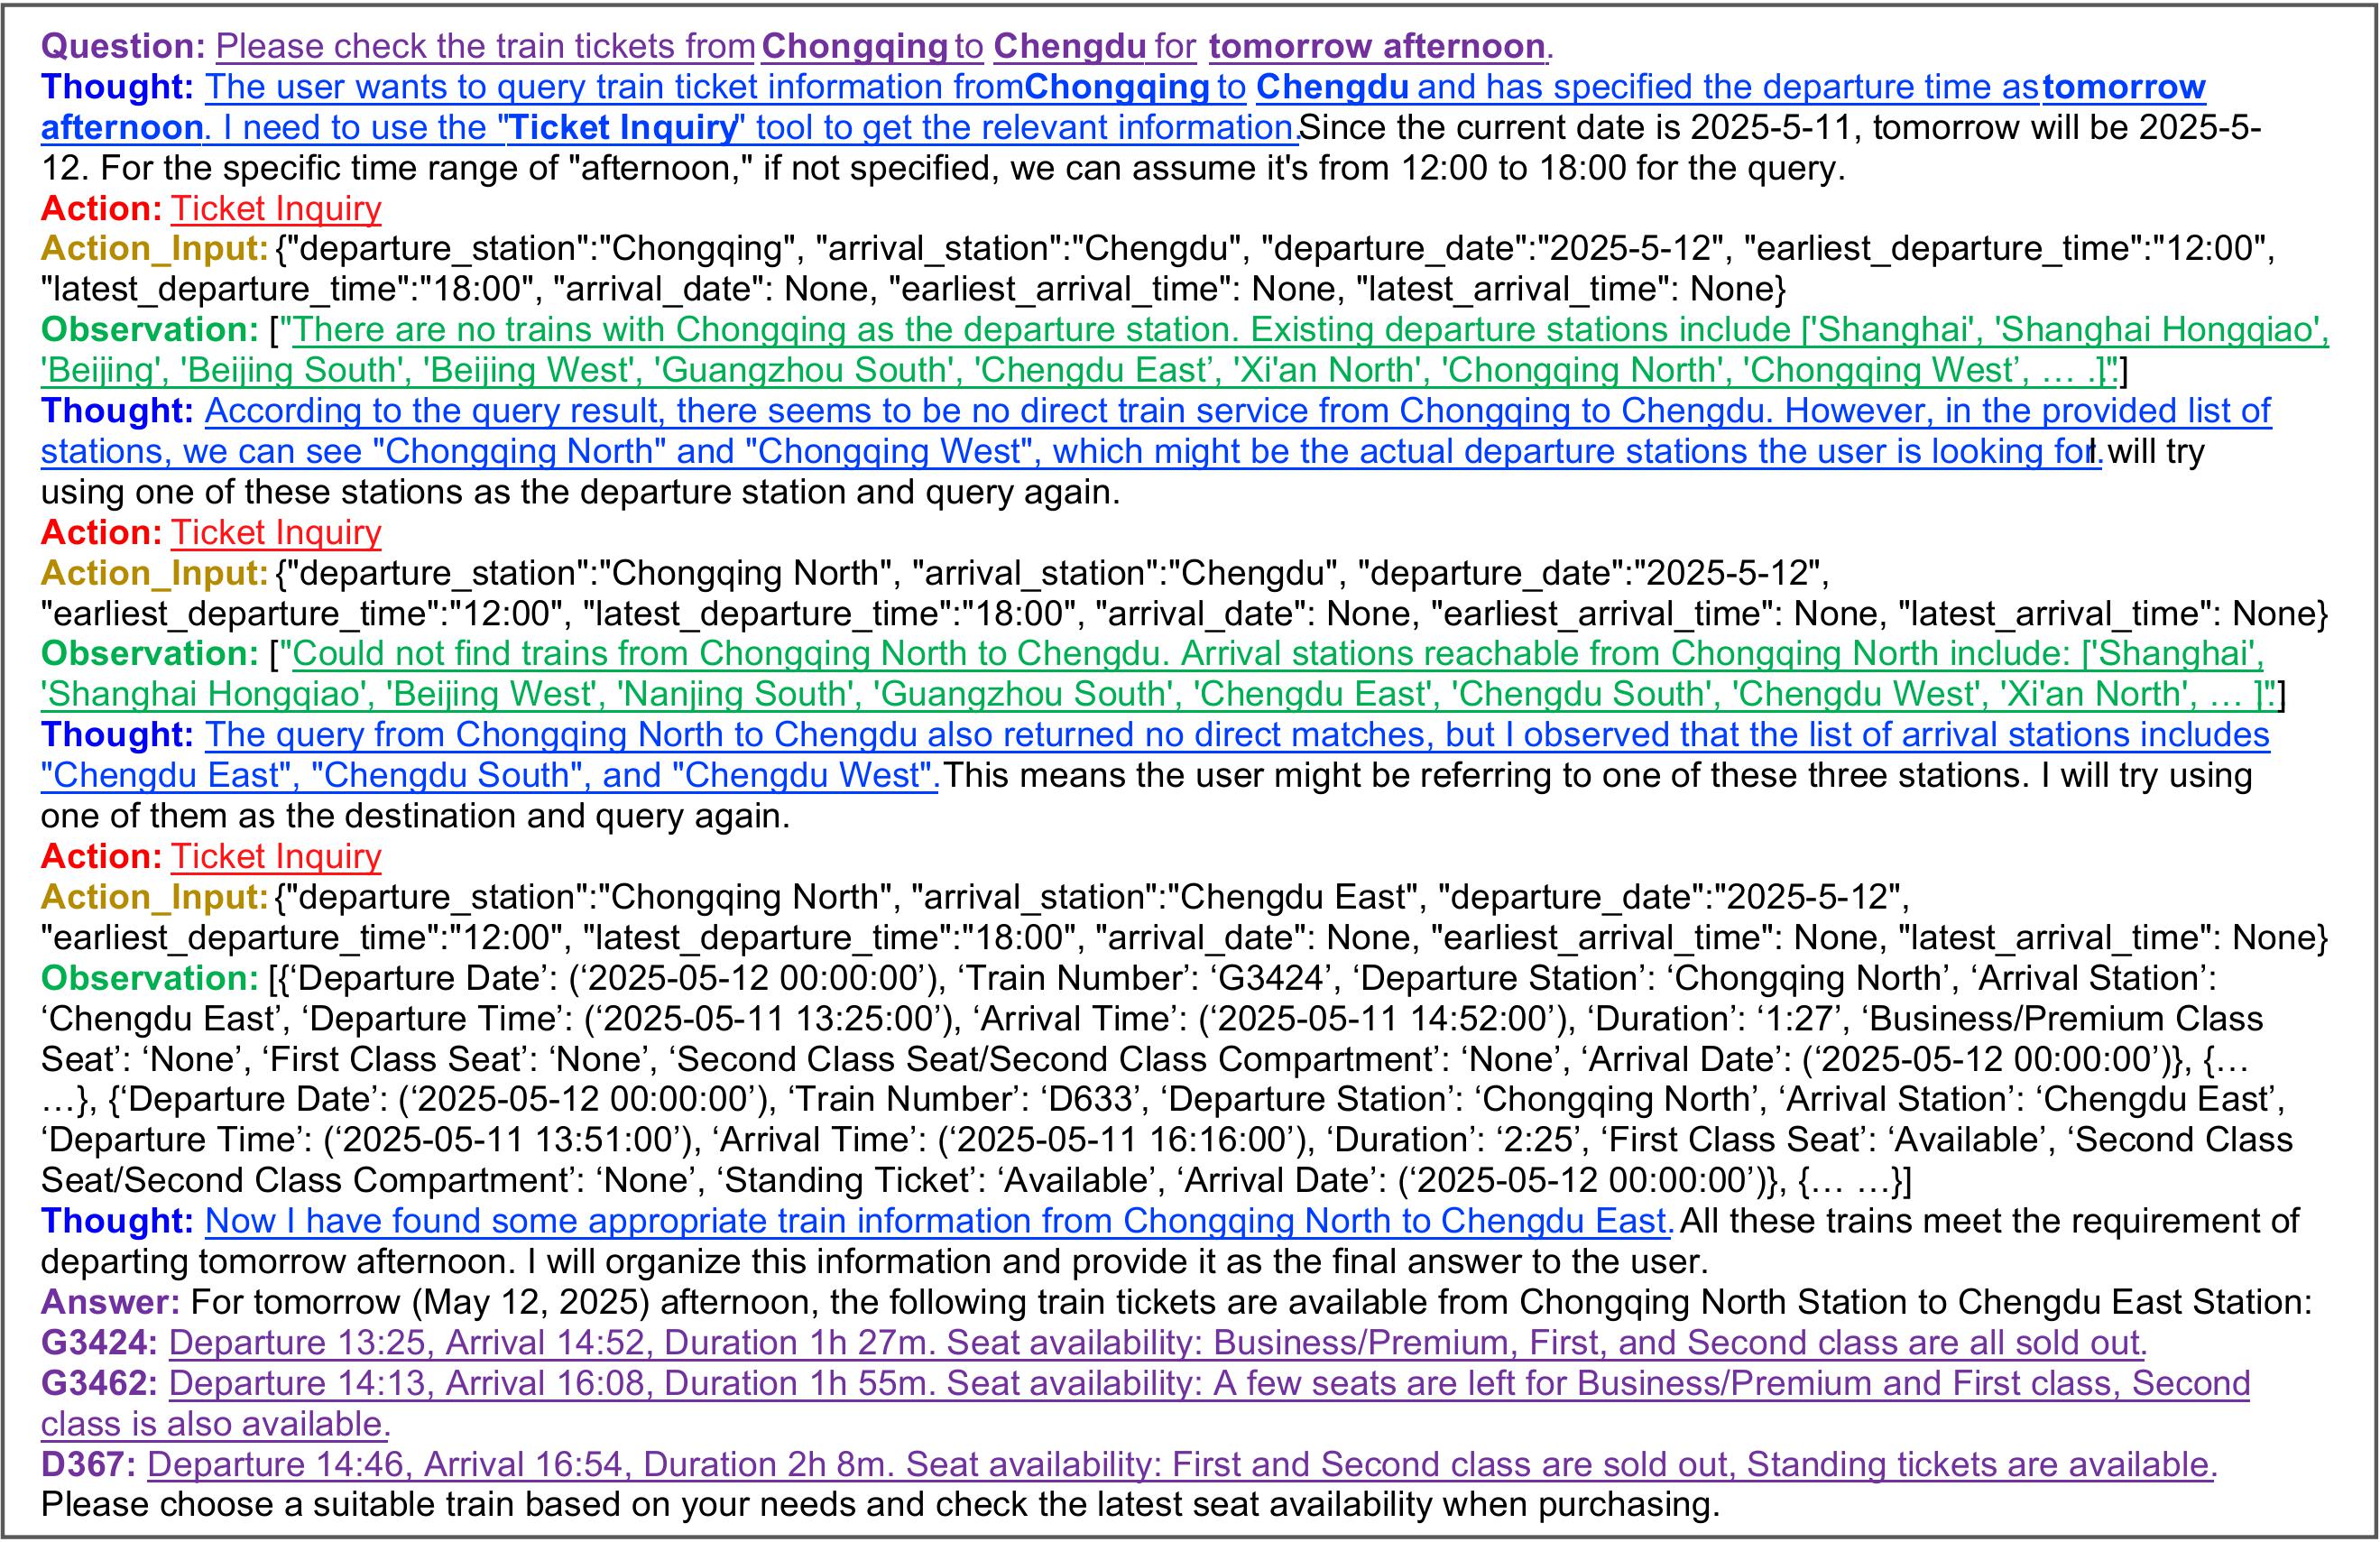 Question: Please check the train tickets from Chongqing to Chengdu for tomorrow afternoon.
Thought: The user wants to query train ticket information from Chongqing to Chengdu and has specified the departure time as tomorrow
afternoon. I need to use the "Ticket Inquiry" tool to get the relevant information. Since the current date is 2025-5-11, tomorrow will be 2025-5-
12. For the specific time range of "afternoon," if not specified, we can assume it's from 12:00 to 18:00 for the query.
Action: Ticket Inquiry
Action_Input: {"departure_station":"Chongqing", "arrival_station":"Chengdu", "departure_date":"2025-5-12", "earliest_departure_time":"12:00",
"latest_departure_time":"18:00", "arrival_date": None, "earliest_arrival_time": None, "latest_arrival_time": None}
Observation: ["There are no trains with Chongqing as the departure station. Existing departure stations include ['Shanghai', 'Shanghai Hongqiao',
'Beijing', 'Beijing South', 'Beijing West', 'Guangzhou South', 'Chengdu East’, 'Xi'an North', 'Chongqing North', 'Chongqing West’, … .]".]
Thought: According to the query result, there seems to be no direct train service from Chongqing to Chengdu. However, in the provided list of
stations, we can see "Chongqing North" and "Chongqing West", which might be the actual departure stations the user is looking for. I will try
using one of these stations as the departure station and query again.
Action: Ticket Inquiry
Action_Input: {"departure_station":"Chongqing North", "arrival_station":"Chengdu", "departure_date":"2025-5-12",
"earliest_departure_time":"12:00", "latest_departure_time":"18:00", "arrival_date": None, "earliest_arrival_time": None, "latest_arrival_time": None}
Observation: ["Could not find trains from Chongqing North to Chengdu. Arrival stations reachable from Chongqing North include: ['Shanghai',
'Shanghai Hongqiao', 'Beijing West', 'Nanjing South', 'Guangzhou South', 'Chengdu East', 'Chengdu South', 'Chengdu West', 'Xi'an North', … ]".]
Thought: The query from Chongqing North to Chengdu also returned no direct matches, but I observed that the list of arrival stations includes
"Chengdu East", "Chengdu South", and "Chengdu West". This means the user might be referring to one of these three stations. I will try using
one of them as the destination and query again.
Action: Ticket Inquiry
Action_Input: {"departure_station":"Chongqing North", "arrival_station":"Chengdu East", "departure_date":"2025-5-12",
"earliest_departure_time":"12:00", "latest_departure_time":"18:00", "arrival_date": None, "earliest_arrival_time": None, "latest_arrival_time": None}
Observation: [{‘Departure Date’: (‘2025-05-12 00:00:00’), ‘Train Number’: ‘G3424’, ‘Departure Station’: ‘Chongqing North’, ‘Arrival Station’:
‘Chengdu East’, ‘Departure Time’: (‘2025-05-11 13:25:00’), ‘Arrival Time’: (‘2025-05-11 14:52:00’), ‘Duration’: ‘1:27’, ‘Business/Premium Class
Seat’: ‘None’, ‘First Class Seat’: ‘None’, ‘Second Class Seat/Second Class Compartment’: ‘None’, ‘Arrival Date’: (‘2025-05-12 00:00:00’)}, {…
…}, {‘Departure Date’: (‘2025-05-12 00:00:00’), ‘Train Number’: ‘D633’, ‘Departure Station’: ‘Chongqing North’, ‘Arrival Station’: ‘Chengdu East’,
‘Departure Time’: (‘2025-05-11 13:51:00’), ‘Arrival Time’: (‘2025-05-11 16:16:00’), ‘Duration’: ‘2:25’, ‘First Class Seat’: ‘Available’, ‘Second Class
Seat/Second Class Compartment’: ‘None’, ‘Standing Ticket’: ‘Available’, ‘Arrival Date’: (‘2025-05-12 00:00:00’)}, {… …}]
Thought: Now I have found some appropriate train information from Chongqing North to Chengdu East. All these trains meet the requirement of
departing tomorrow afternoon. I will organize this information and provide it as the final answer to the user.
Answer: For tomorrow (May 12, 2025) afternoon, the following train tickets are available from Chongqing North Station to Chengdu East Station:
G3424: Departure 13:25, Arrival 14:52, Duration 1h 27m. Seat availability: Business/Premium, First, and Second class are all sold out.
G3462: Departure 14:13, Arrival 16:08, Duration 1h 55m. Seat availability: A few seats are left for Business/Premium and First class, Second
class is also available.
D367: Departure 14:46, Arrival 16:54, Duration 2h 8m. Seat availability: First and Second class are sold out, Standing tickets are available.
Please choose a suitable train based on your needs and check the latest seat availability when purchasing.